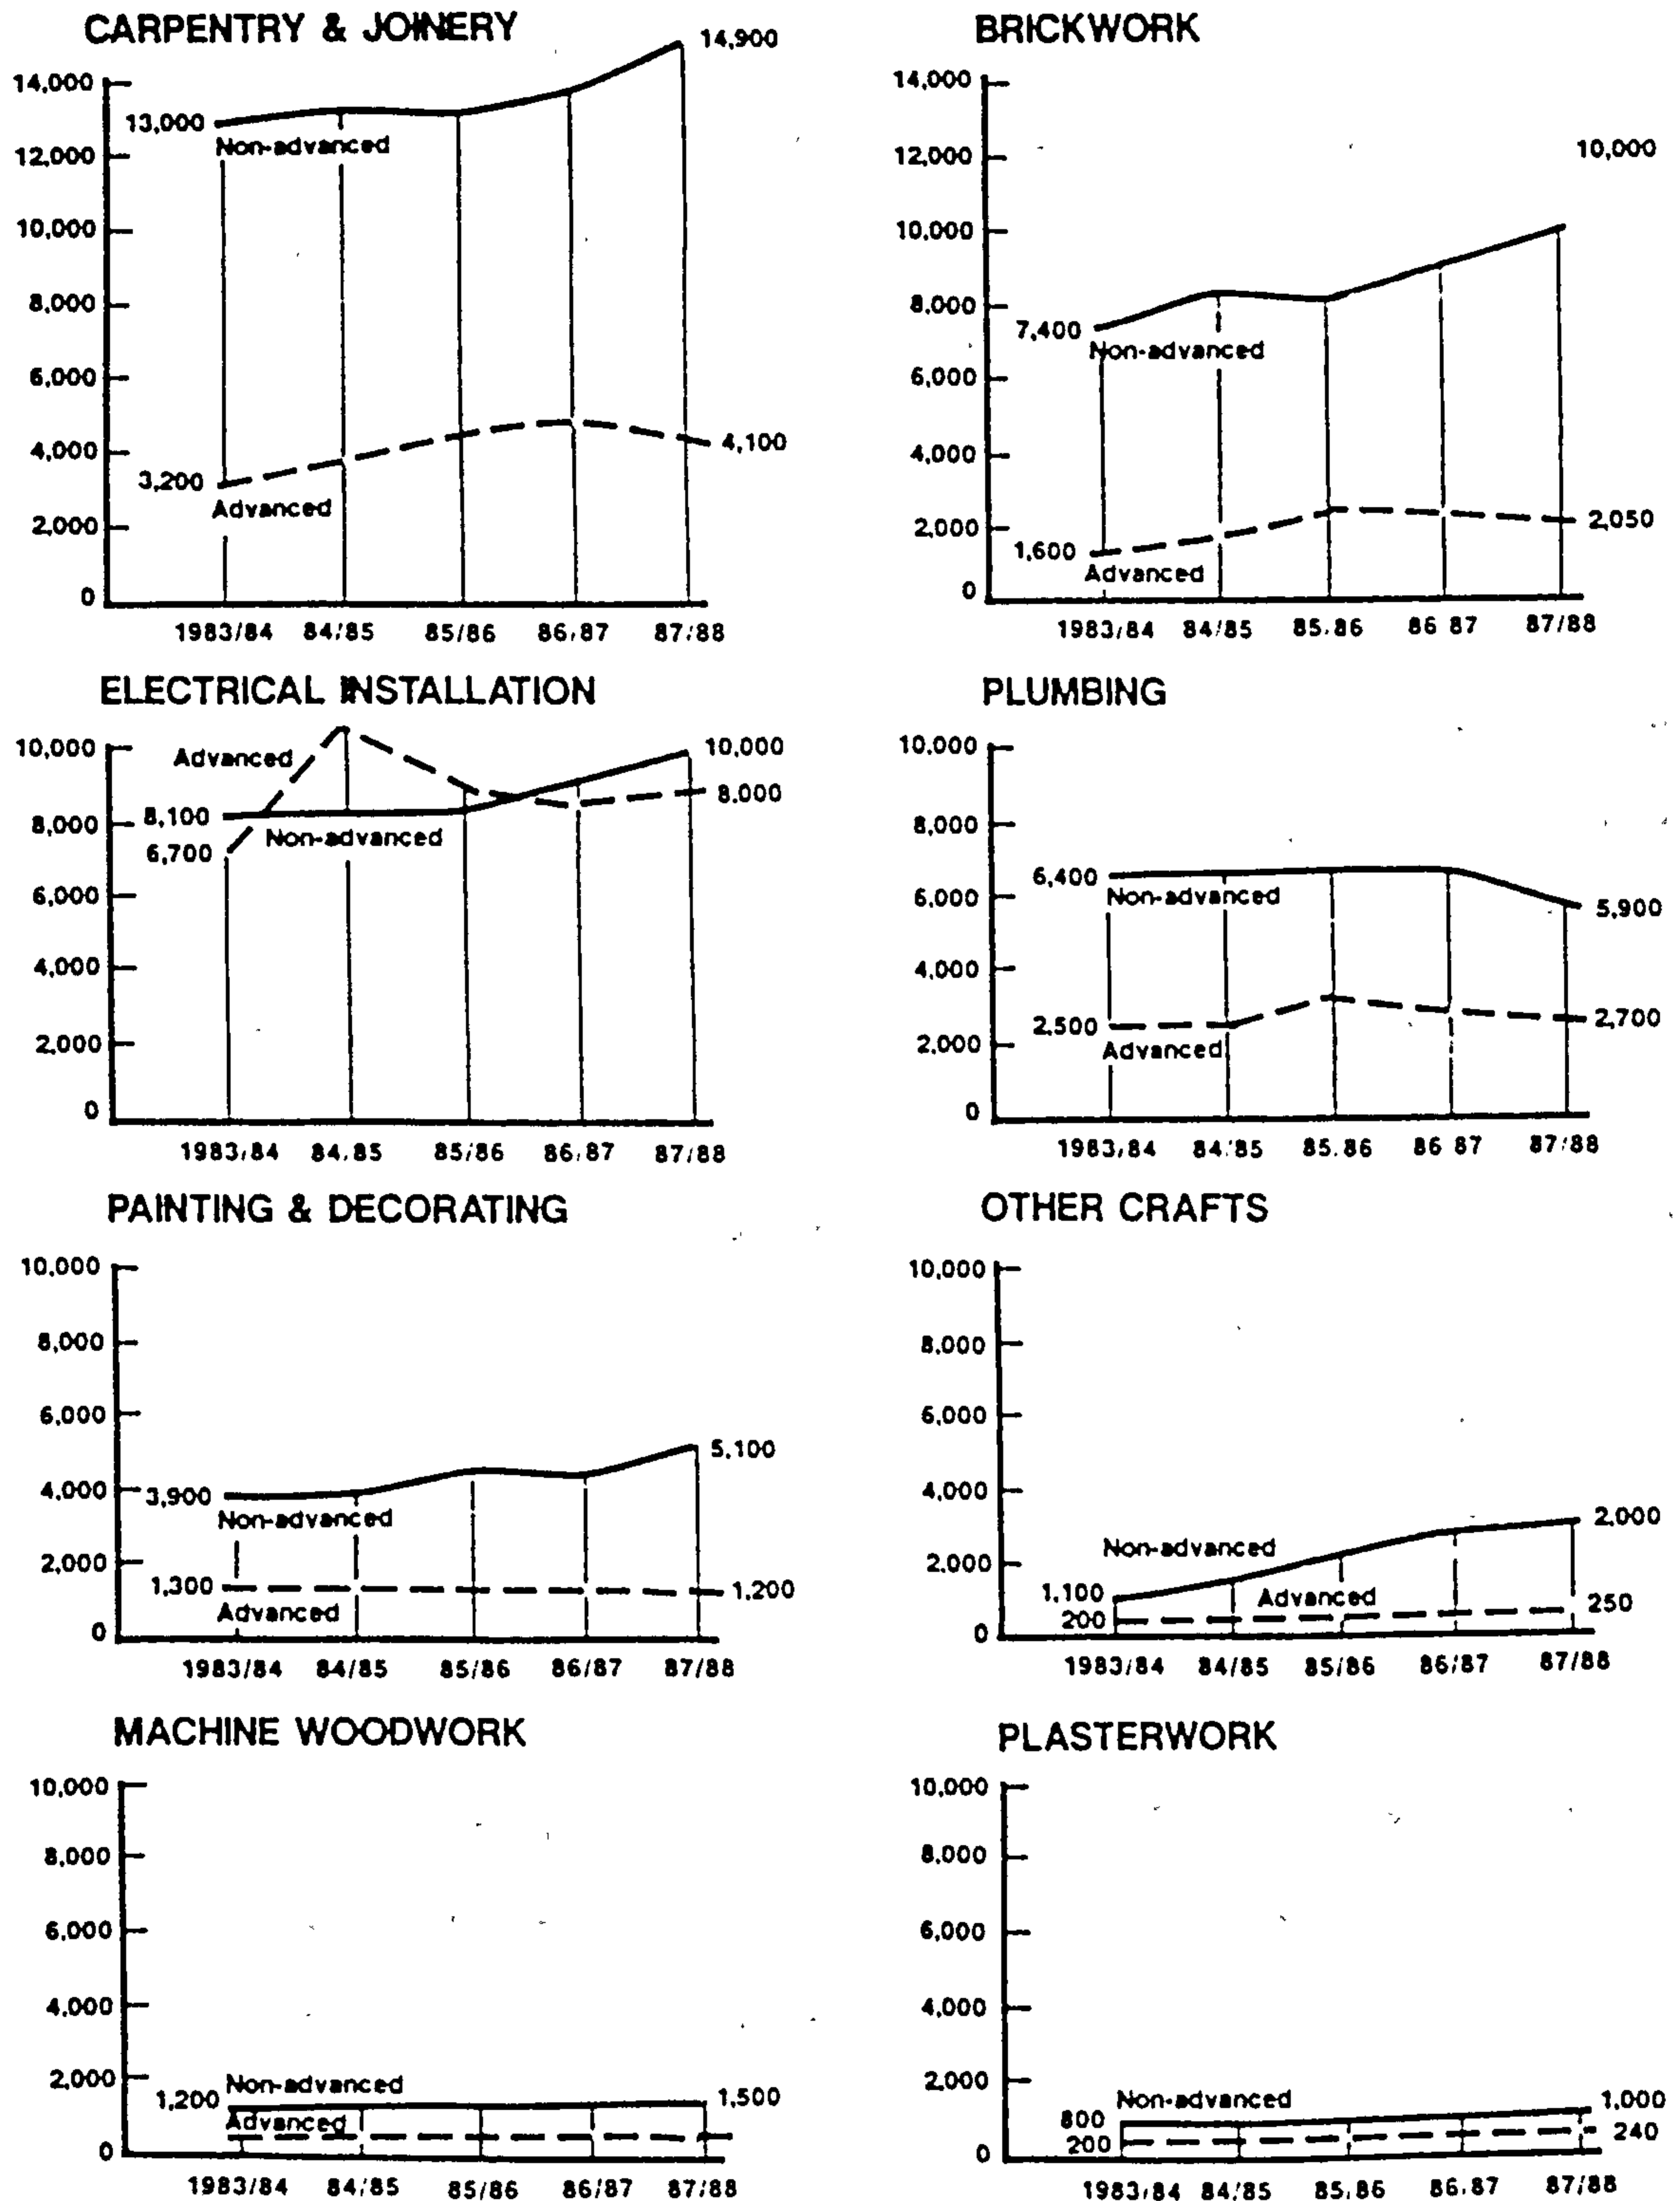 CARPENTRY & JOINERY
14,900
14,000
13,000
Non-advanced
12,000
10,000
8,000
6,000
4,000
4,100
3,200
Advanced
2,000
0
1983/84 84/85 85/86 86/87 87/88
BRICKWORK
14,000
12,000
10,000
10,000
8,000
7,400
Non-advanced
6,000
4,000
2,000
2,050
1,600
Advanced
0
1983/84 84/85 85.86 86 87 87/88
ELECTRICAL INSTALLATION
10,000
10,000
Advanced
8.000
8,100
8,000
Non-advanced
6,700
6,000
4,000
2,000
0
1983/84 84.85 85/86 86/87 87/88
PLUMBING
10,000
8,000
6,400
6,000
Non-advanced
5,900
4,000
2,500
2,700
2,000
Advanced
0
1983/84 84.85 85.86 86 87 87/88
PAINTING & DECORATING
10,000
8,000
6,000
5,100
4,000
3,900
Non-advanced
2,000
1,300
1,200
Advanced
0
1983/84 84/85 85/86 86/87 87/88
OTHER CRAFTS
10,000
8,000
6,000
4,000
2,000
Non-advanced
2,000
1,100
Advanced
250
200
0
1983/84 84/85 85/86 86/87 87/88
MACHINE WOODWORK
10,000
8,000
6,000
4,000
2,000
Non-advanced
1,200
1,500
Advanced
0
1983/84 84/85 85/86 86/87 87/88
PLASTERWORK
10,000
8,000
6,000
4,000
2,000
Non-advanced
1,000
800
240
200
0
1983/84 84/85 85/86 86/87 87/88